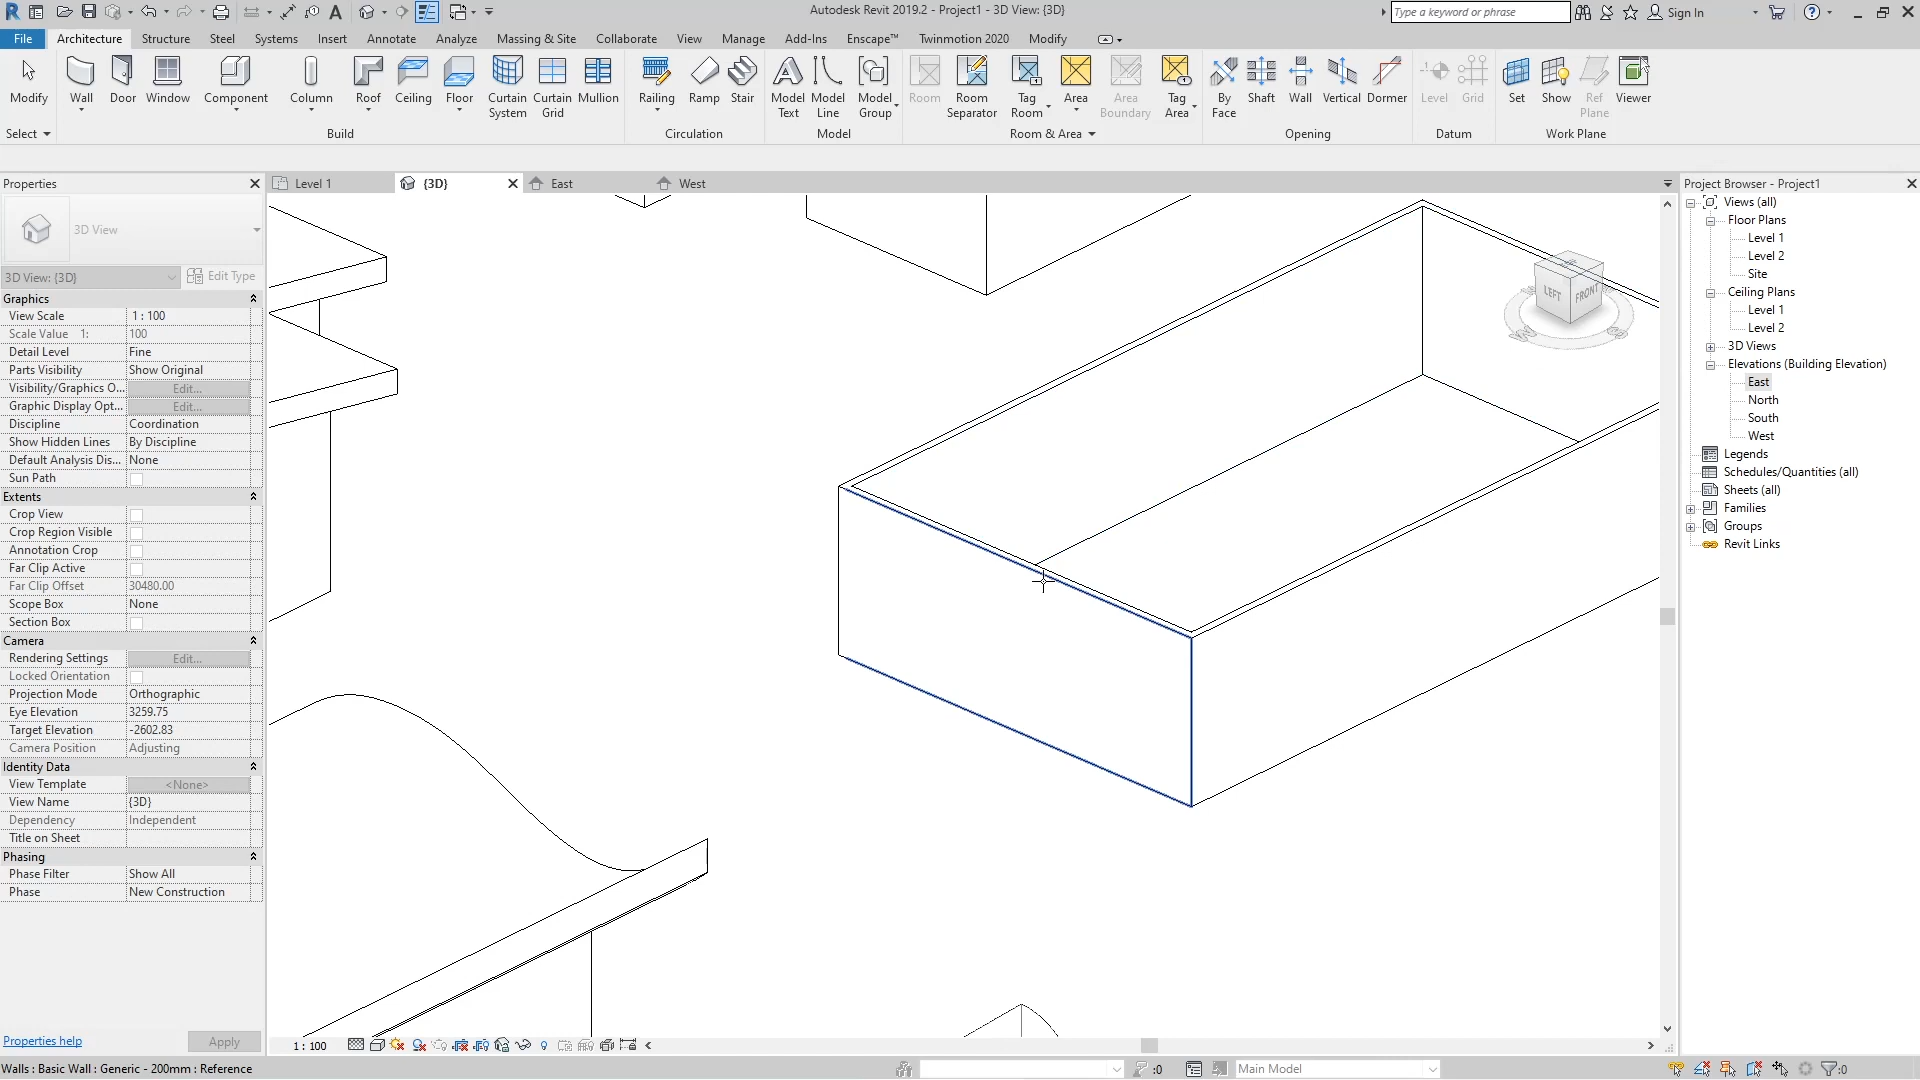 Autodesk Revit 2019.2 - Project1 - 3D View: {3D}
Type a keyword or phrase
Sign In
File Architecture Structure Steel Systems Insert Annotate Analyze Massing & Site Collaborate View Manage Add-Ins Enscape™ Twinmotion 2020 Modify
Modify Wall Door Window Component Column Roof Ceiling Floor Curtain System Curtain Grid Mullion Railing Ramp Stair Model Text Model Line Model Group Room Room Separator Tag Room Area Area Boundary Tag Area By Face Shaft Wall Vertical Dormer Level Grid Set Show Ref Plane Viewer
Select Build Circulation Model Room & Area Opening Datum Work Plane
Properties
Level 1 {3D} East West
3D View
3D View: {3D} Edit Type
Graphics
View Scale 1 : 100
Scale Value 1: 100
Detail Level Fine
Parts Visibility Show Original
Visibility/Graphics O... Edit...
Graphic Display Opt... Edit...
Discipline Coordination
Show Hidden Lines By Discipline
Default Analysis Dis... None
Sun Path
Extents
Crop View
Crop Region Visible
Annotation Crop
Far Clip Active
Far Clip Offset 30480.00
Scope Box None
Section Box
Camera
Rendering Settings Edit...
Locked Orientation
Projection Mode Orthographic
Eye Elevation 3259.75
Target Elevation -2602.83
Camera Position Adjusting
Identity Data
View Template <None>
View Name {3D}
Dependency Independent
Title on Sheet
Phasing
Phase Filter Show All
Phase New Construction
Properties help Apply
LEFT FRONT
Project Browser - Project1
Views (all)
Floor Plans
Level 1
Level 2
Site
Ceiling Plans
Level 1
Level 2
3D Views
Elevations (Building Elevation)
East
North
South
West
Legends
Schedules/Quantities (all)
Sheets (all)
Families
Groups
Revit Links
1 : 100
Walls : Basic Wall : Generic - 200mm : Reference
:0
Main Model
:0